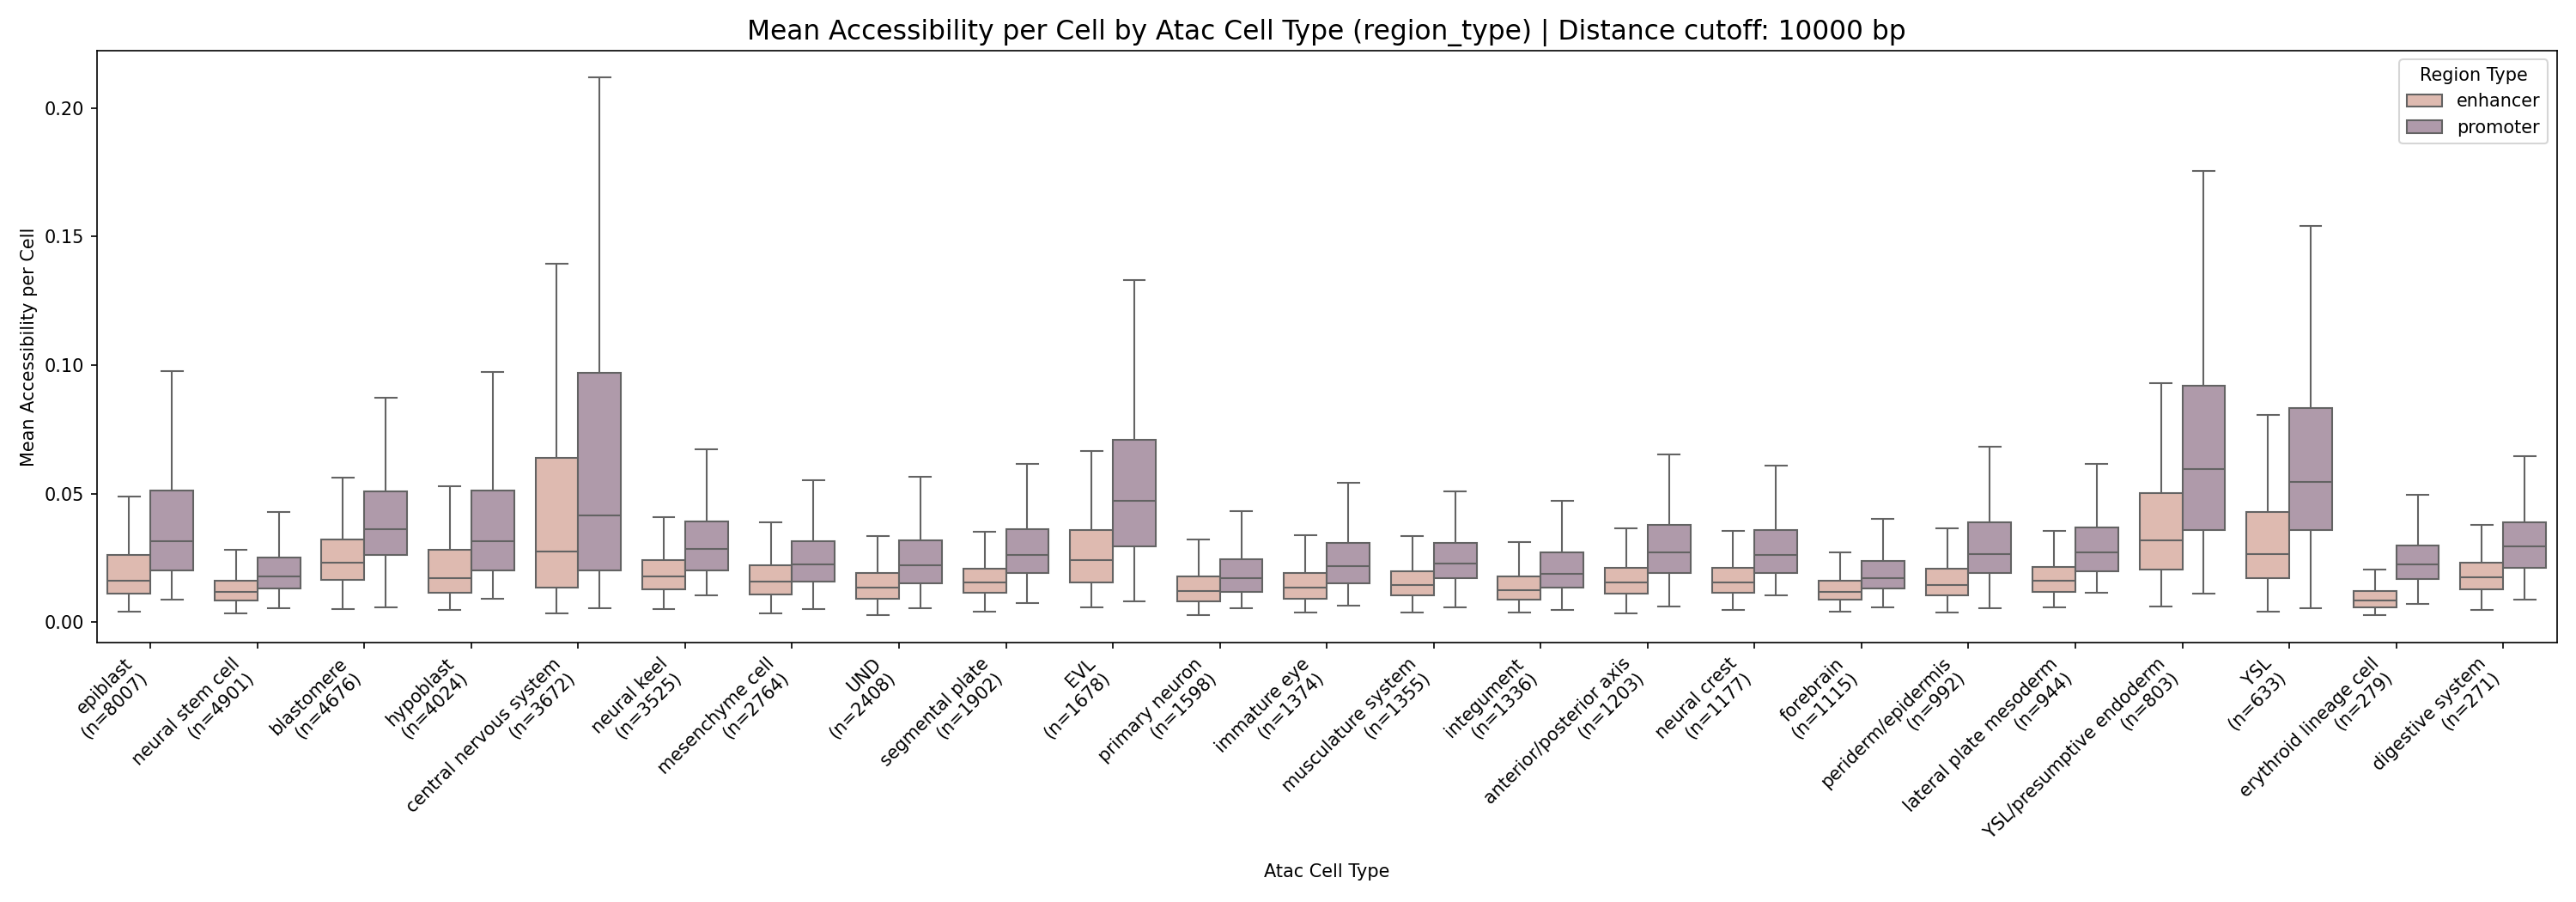 Mean Accessibility per Cell by Atac Cell Type (region_type) | Distance cutoff: 10000 bp
Region Type
enhancer
promoter
Mean Accessibility per Cell
0.20
0.15
0.10
0.05
0.00
epiblast
(n=8007)
neural stem cell
(n=4901)
blastomere
(n=4676)
hypoblast
(n=4024)
central nervous system
(n=3672)
neural keel
(n=3525)
mesenchyme cell
(n=2764)
UND
(n=2408)
segmental plate
(n=1902)
EVL
(n=1678)
primary neuron
(n=1598)
immature eye
(n=1374)
musculature system
(n=1355)
integument
(n=1336)
anterior/posterior axis
(n=1203)
neural crest
(n=1177)
forebrain
(n=1115)
periderm/epidermis
(n=992)
lateral plate mesoderm
(n=944)
YSL/presumptive endoderm
(n=803)
YSL
(n=633)
erythroid lineage cell
(n=279)
digestive system
(n=271)
Atac Cell Type